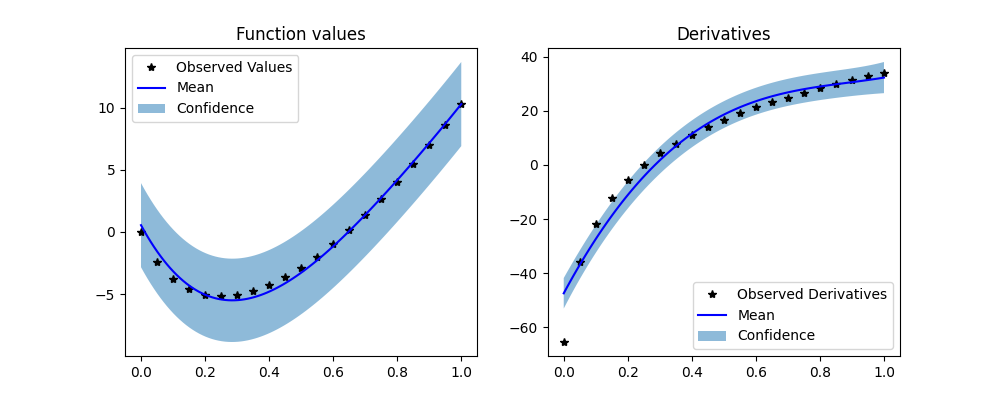 Function values
Observed Values
Mean
Confidence
10
5
0
−5
0.0 0.2 0.4 0.6 0.8 1.0
Derivatives
40
20
0
−20
−40
−60
Observed Derivatives
Mean
Confidence
0.0 0.2 0.4 0.6 0.8 1.0